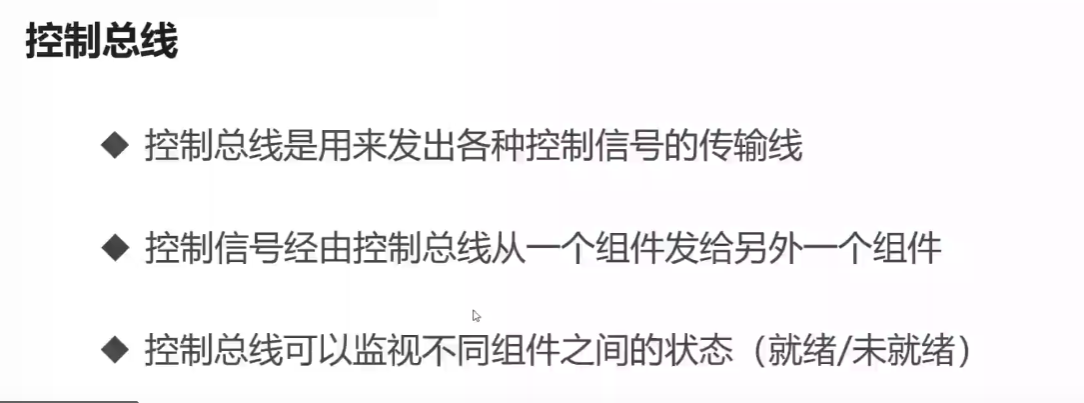 控制总线
◆ 控制总线是用来发出各种控制信号的传输线
◆ 控制信号经由控制总线从一个组件发给另外一个组件
◆ 控制总线可以监视不同组件之间的状态（就绪/未就绪）